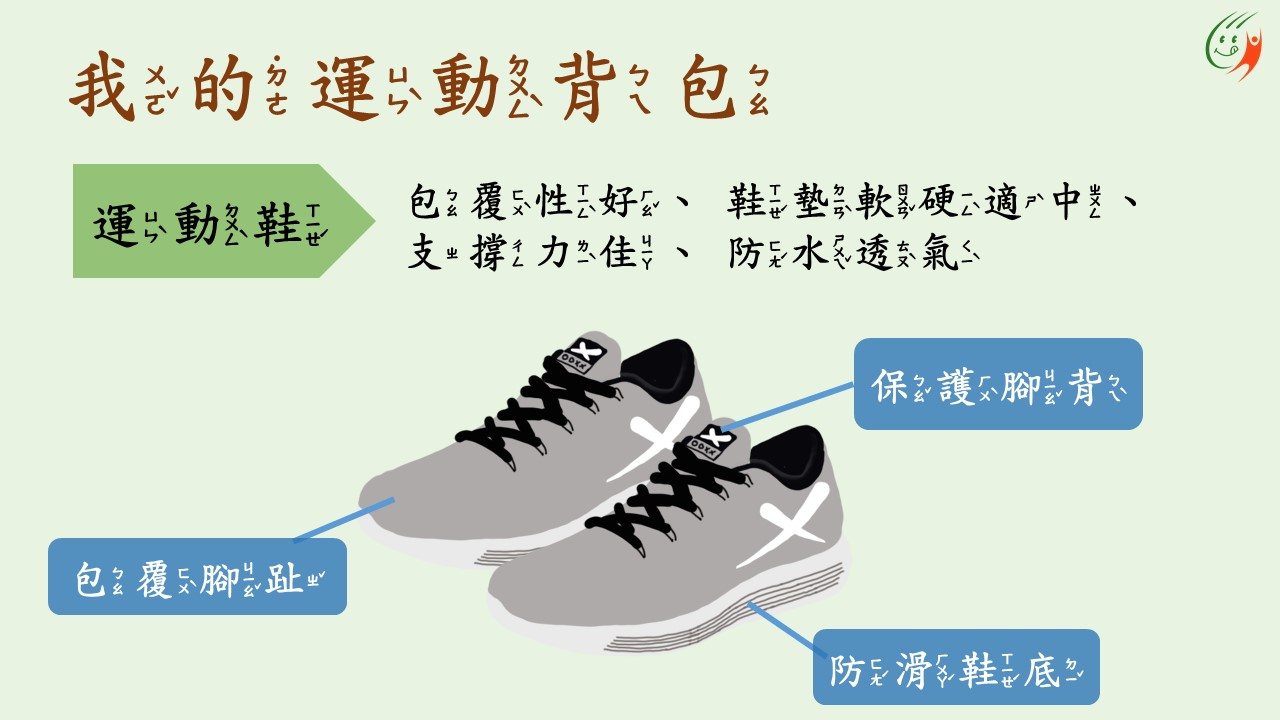 我的運動背包
運動鞋
包覆性好、鞋墊軟硬適中、
支撐力佳、防水透氣
保護腳背
包覆腳趾
防滑鞋底